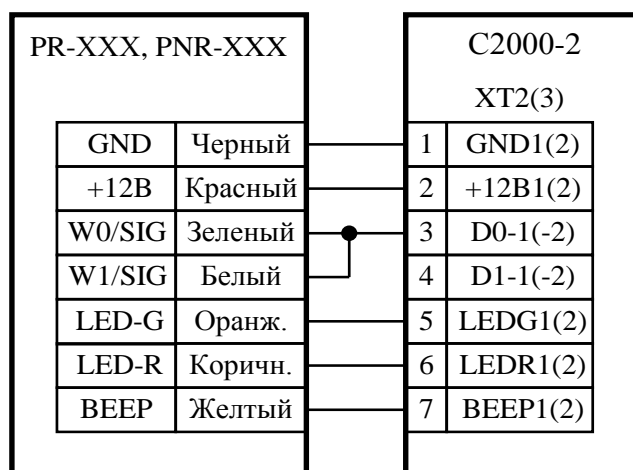 PR-XXX, PNR-XXX
C2000-2
XT2(3)
GND Черный 1 GND1(2)
+12В Красный 2 +12В1(2)
W0/SIG Зеленый 3 D0-1(-2)
W1/SIG Белый 4 D1-1(-2)
LED-G Оранж. 5 LEDG1(2)
LED-R Коричн. 6 LEDR1(2)
BEEP Желтый 7 BEEP1(2)